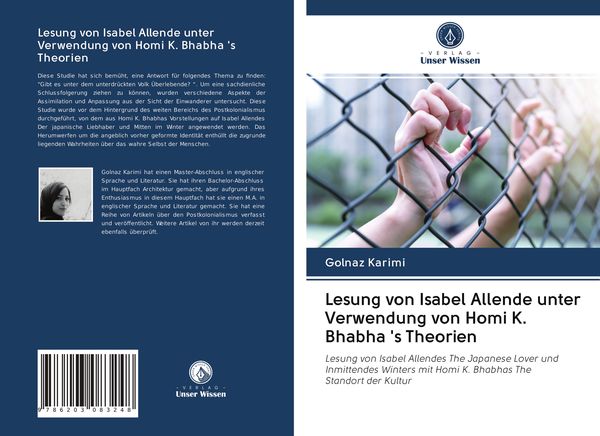 Lesung von Isabel Allende unter
Verwendung von Homi K. Bhabha 's
Theorien
Diese Studie hat sich bemüht, eine Antwort für folgendes Thema zu finden:
"Gibt es unter dem unterdrückten Volk Überlebende? ". Um eine sachdienliche
Schlussfolgerung ziehen zu können, wurden verschiedene Aspekte der
Assimilation und Anpassung aus der Sicht der Einwanderer untersucht. Diese
Studie wurde vor dem Hintergrund des weiten Bereichs des Postkolonialismus
durchgeführt, von dem aus Homi K. Bhabhas Vorstellungen auf Isabel Allendes
Der japanische Liebhaber und Mitten im Winter angewendet werden. Das
Herumwerfen um die angeblich vorher geformte Identität enthüllt die zugrunde
liegenden Wahrheiten über das wahre Selbst der Menschen.
Golnaz Karimi hat einen Master-Abschluss in englischer
Sprache und Literatur. Sie hat ihren Bachelor-Abschluss
im Hauptfach Architektur gemacht, aber aufgrund ihres
Enthusiasmus in diesem Hauptfach hat sie einen M.A. in
englischer Sprache und Literatur gemacht. Sie hat eine
Reihe von Artikeln über den Postkolonialismus verfasst
und veröffentlicht. Weitere Artikel von ihr werden derzeit
ebenfalls überprüft.
9 786203 083248
- VERLAG -
Unser Wissen
- VERLAG -
Unser Wissen
Golnaz Karimi
Lesung von Isabel Allende unter
Verwendung von Homi K.
Bhabha 's Theorien
Lesung von Isabel Allendes The Japanese Lover und
Inmittendes Winters mit Homi K. Bhabhas The
Standort der Kultur